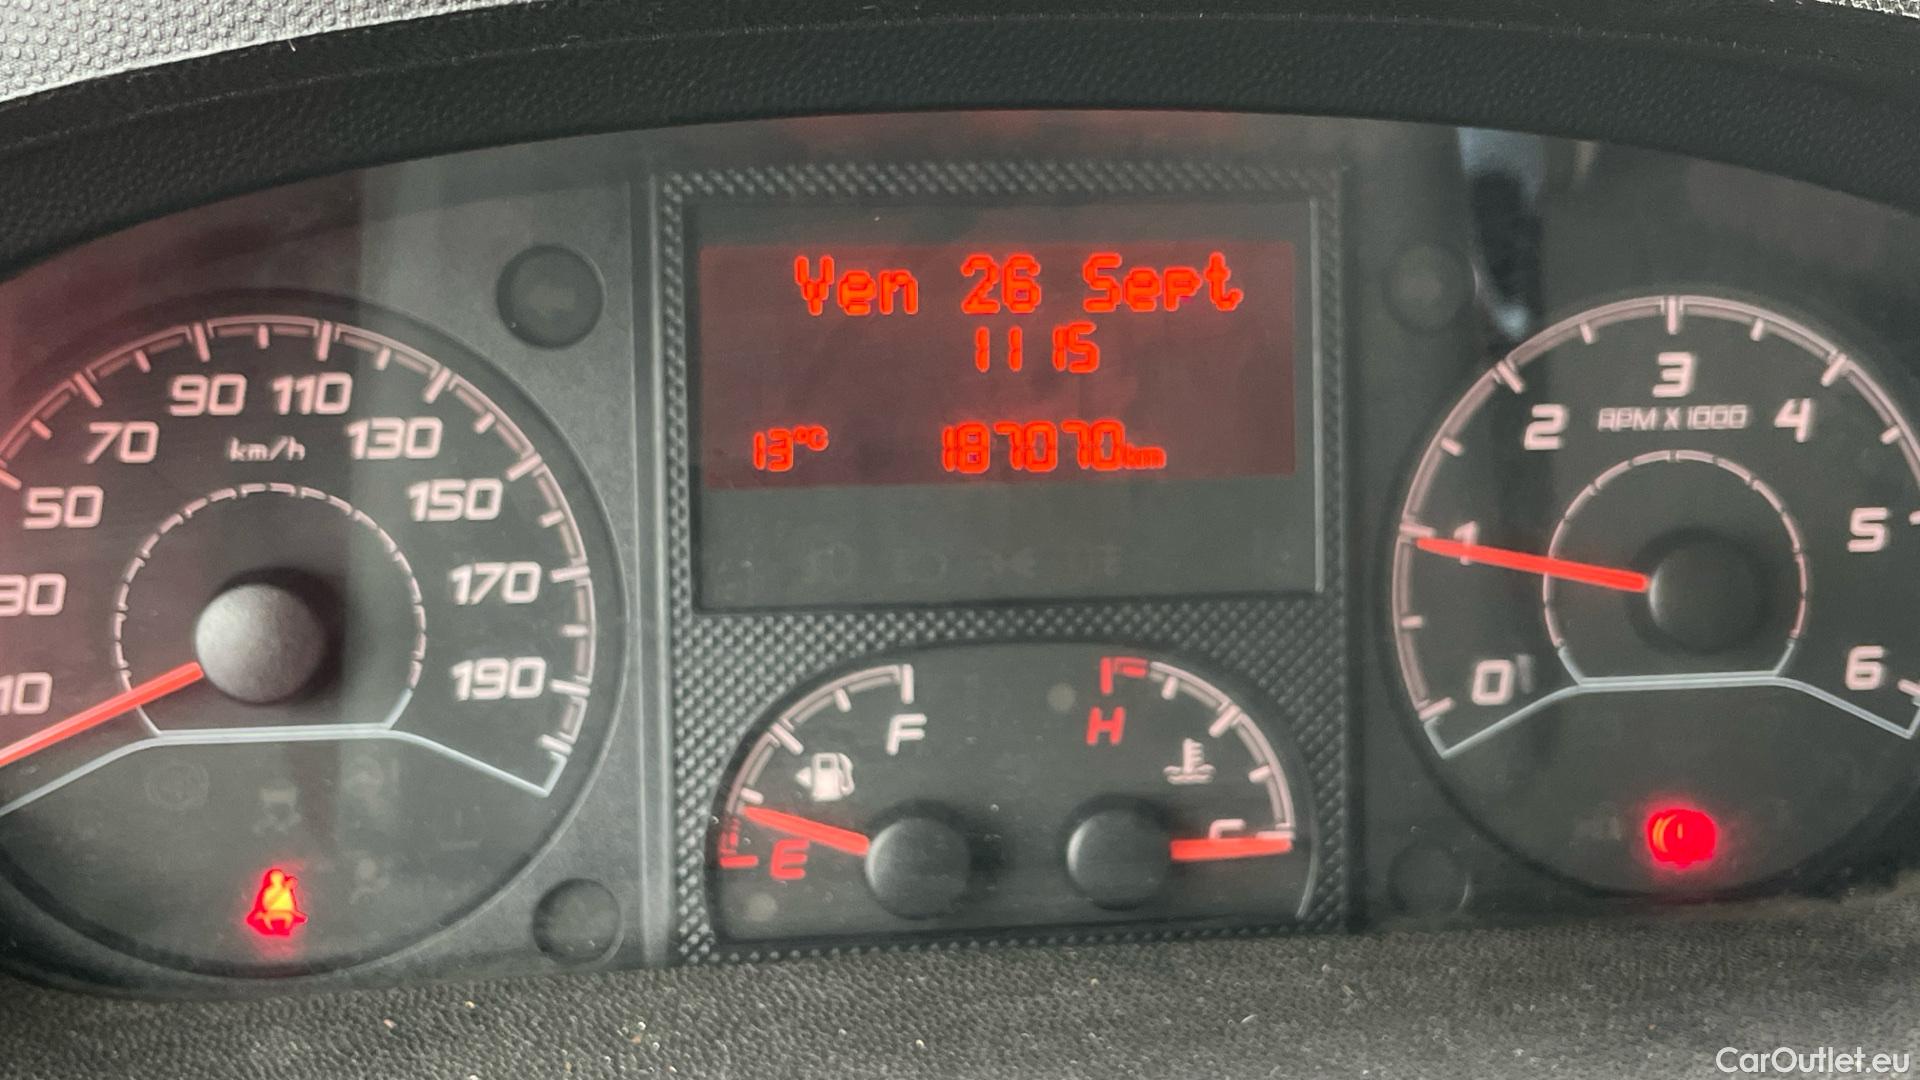 Ven 26 Sept
11 15
13°C 187070km
10
30
50
70
90
110
130
150
170
190
km/h
F
E
H
C
0
1
2
3
4
5
6
RPM X 1000
CarOutlet.eu